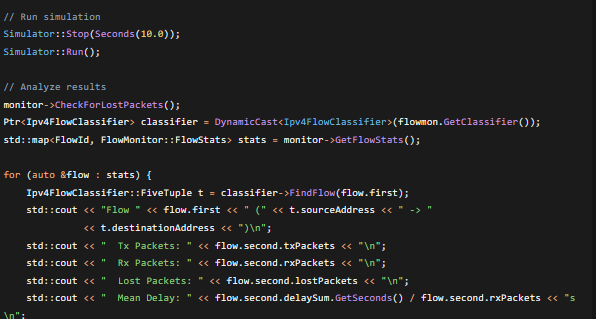 // Run simulation
Simulator::Stop(Seconds(10.0));
Simulator::Run();
// Analyze results
monitor->CheckForLostPackets();
Ptr<Ipv4FlowClassifier> classifier = DynamicCast<Ipv4FlowClassifier>(flowmon.GetClassifier());
std::map<FlowId, FlowMonitor::FlowStats> stats = monitor->GetFlowStats();
for (auto &flow : stats) {
    Ipv4FlowClassifier::FiveTuple t = classifier->FindFlow(flow.first);
    std::cout << "Flow " << flow.first << " (" << t.sourceAddress << " -> "
              << t.destinationAddress << ")\n";
    std::cout << "  Tx Packets: " << flow.second.txPackets << "\n";
    std::cout << "  Rx Packets: " << flow.second.rxPackets << "\n";
    std::cout << "  Lost Packets: " << flow.second.lostPackets << "\n";
    std::cout << "  Mean Delay: " << flow.second.delaySum.GetSeconds() / flow.second.rxPackets << "s
\n";